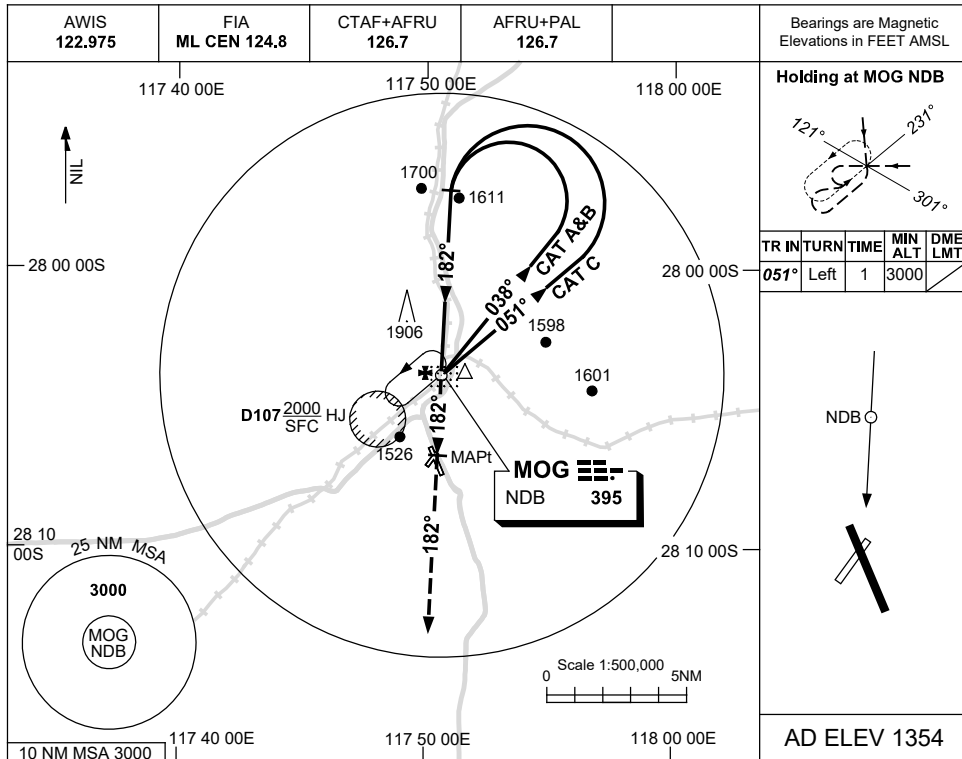 AWIS
122.975
FIA
ML CEN 124.8
CTAF+AFRU
126.7
AFRU+PAL
126.7
Bearings are Magnetic
Elevations in FEET AMSL
117 40 00E
117 50 00E
118 00 00E
NIL
1700
1611
182°
CAT A&B
CAT C
038°
051°
28 00 00S
28 00 00S
1906
1598
1601
D107 2000 HJ
SFC
1526
182°
MAPt
MOG
NDB 395
182°
28 10
00S
28 10 00S
25 NM MSA
3000
MOG
NDB
Scale 1:500,000
0 5NM
10 NM MSA 3000
117 40 00E
117 50 00E
118 00 00E
Holding at MOG NDB
121°
231°
301°
TR IN TURN TIME MIN ALT DME LMT
051° Left 1 3000
NDB
AD ELEV 1354